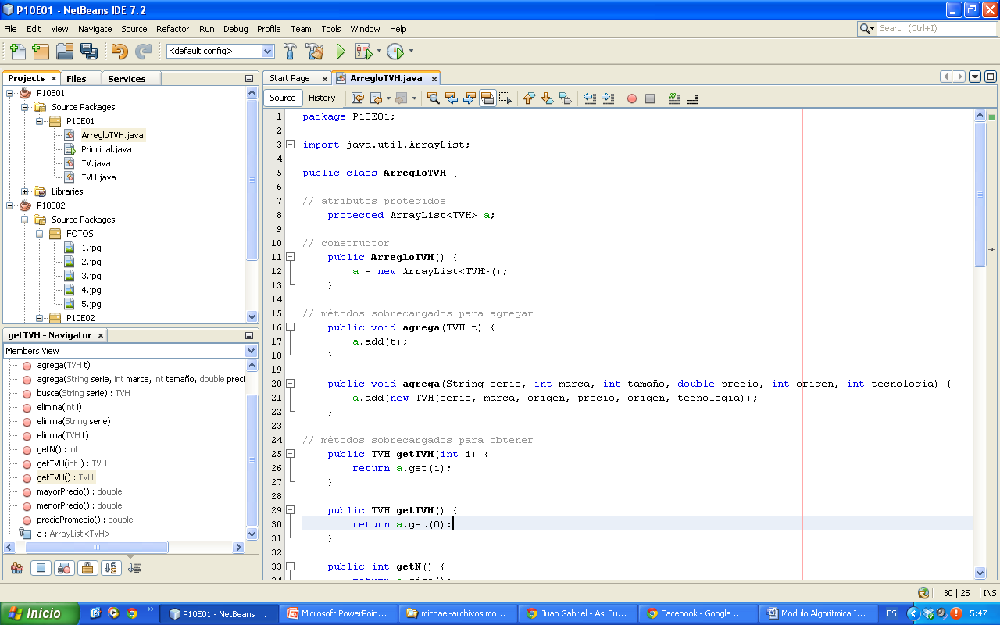 P10E01 - NetBeans IDE 7.2
File Edit View Navigate Source Refactor Run Debug Profile Team Tools Window Help
Search (Ctrl+I)
<default config>
Projects Files Services
P10E01
Source Packages
P10E01
ArregloTVH.java
Principal.java
TV.java
TVH.java
Libraries
P10E02
Source Packages
FOTOS
1.jpg
2.jpg
3.jpg
4.jpg
5.jpg
P10E02
getTVH - Navigator
Members View
agrega(TVH t)
agrega(String serie, int marca, int tamaño, double preci
busca(String serie) : TVH
elimina(int i)
elimina(String serie)
elimina(TVH t)
getN() : int
getTVH(int i) : TVH
getTVH() : TVH
mayorPrecio() : double
menorPrecio() : double
precioPromedio() : double
a : ArrayList<TVH>
Start Page ArregloTVH.java
Source History
1 package P10E01;
2
3 import java.util.ArrayList;
4
5 public class ArregloTVH {
6
7 // atributos protegidos
8 protected ArrayList<TVH> a;
9
10 // constructor
11 public ArregloTVH() {
12 a = new ArrayList<TVH>();
13 }
14
15 // métodos sobrecargados para agregar
16 public void agrega(TVH t) {
17 a.add(t);
18 }
19
20 public void agrega(String serie, int marca, int tamaño, double precio, int origen, int tecnologia) {
21 a.add(new TVH(serie, marca, origen, precio, origen, tecnologia));
22 }
23
24 // métodos sobrecargados para obtener
25 public TVH getTVH(int i) {
26 return a.get(i);
27 }
28
29 public TVH getTVH() {
30 return a.get(0);
31 }
32
33 public int getN() {
34 return a.size();
30 | 25 INS
Inicio
P10E01 - NetBeans ...
Microsoft PowerPoin...
michael-archivos mo...
Juan Gabriel - Asi Fu...
Facebook - Google ...
Modulo Algoritmica I...
ES
5:47